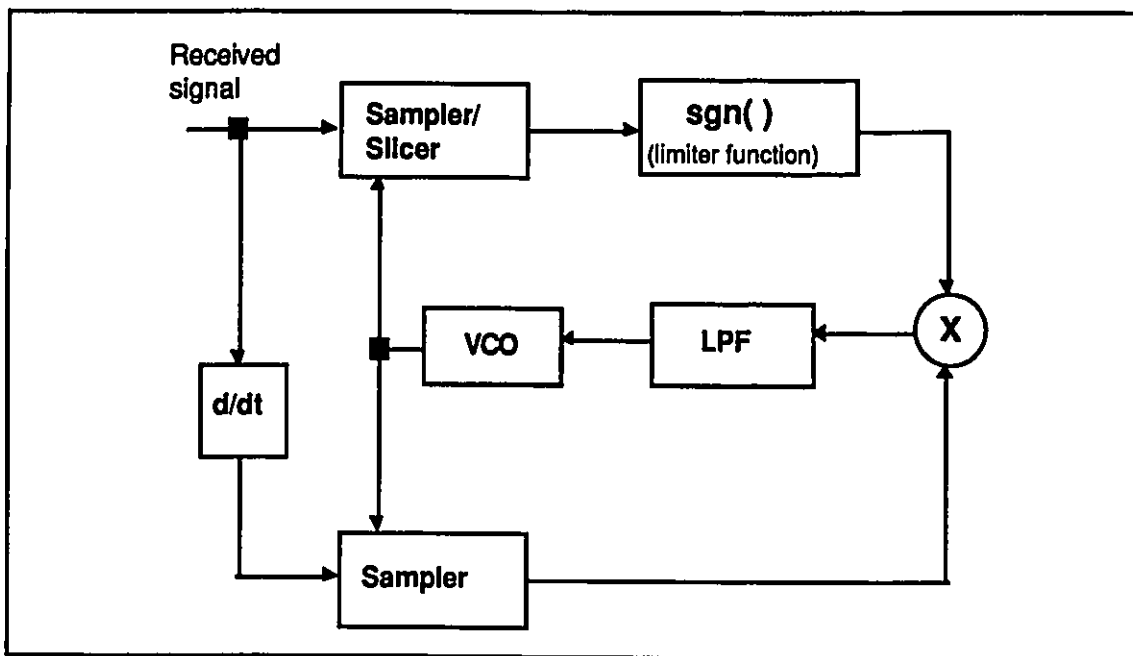 Received
signal
Sampler/
Slicer
sgn( )
(limiter function)
X
VCO
LPF
d/dt
Sampler